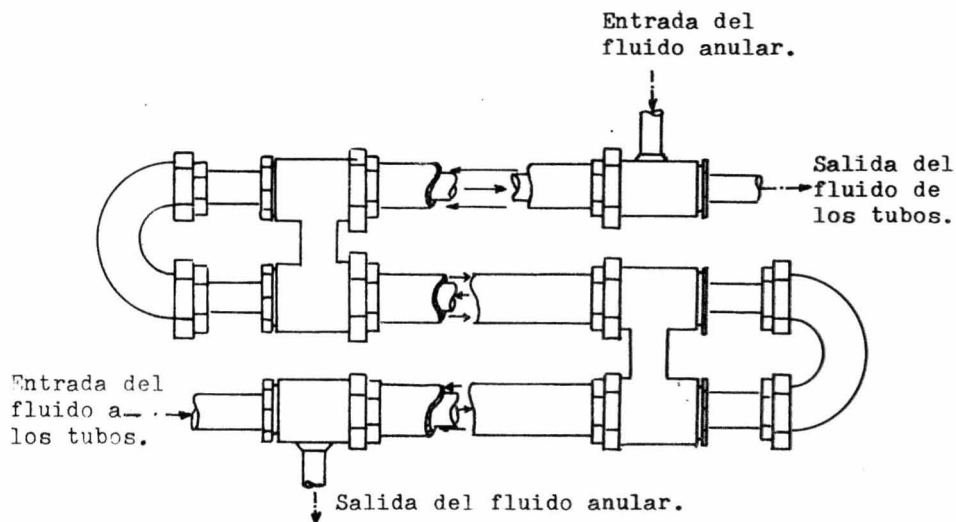 Entrada del
fluido anular.
Salida del
fluido de
los tubos.
Entrada del
fluido a
los tubos.
Salida del fluido anular.